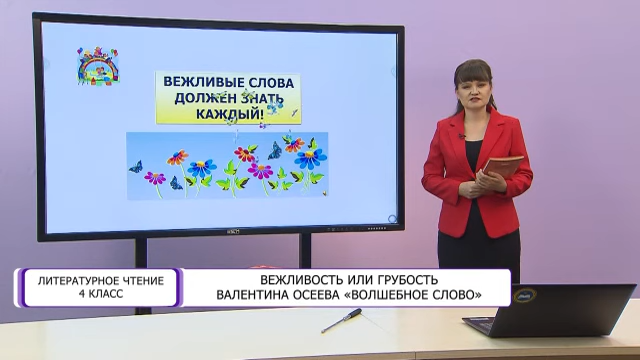 ВЕЖЛИВЫЕ СЛОВА
ДОЛЖЕН ЗНАТЬ
КАЖДЫЙ!
ЛИТЕРАТУРНОЕ ЧТЕНИЕ
4 КЛАСС
ВЕЖЛИВОСТЬ ИЛИ ГРУБОСТЬ
ВАЛЕНТИНА ОСЕЕВА «ВОЛШЕБНОЕ СЛОВО»